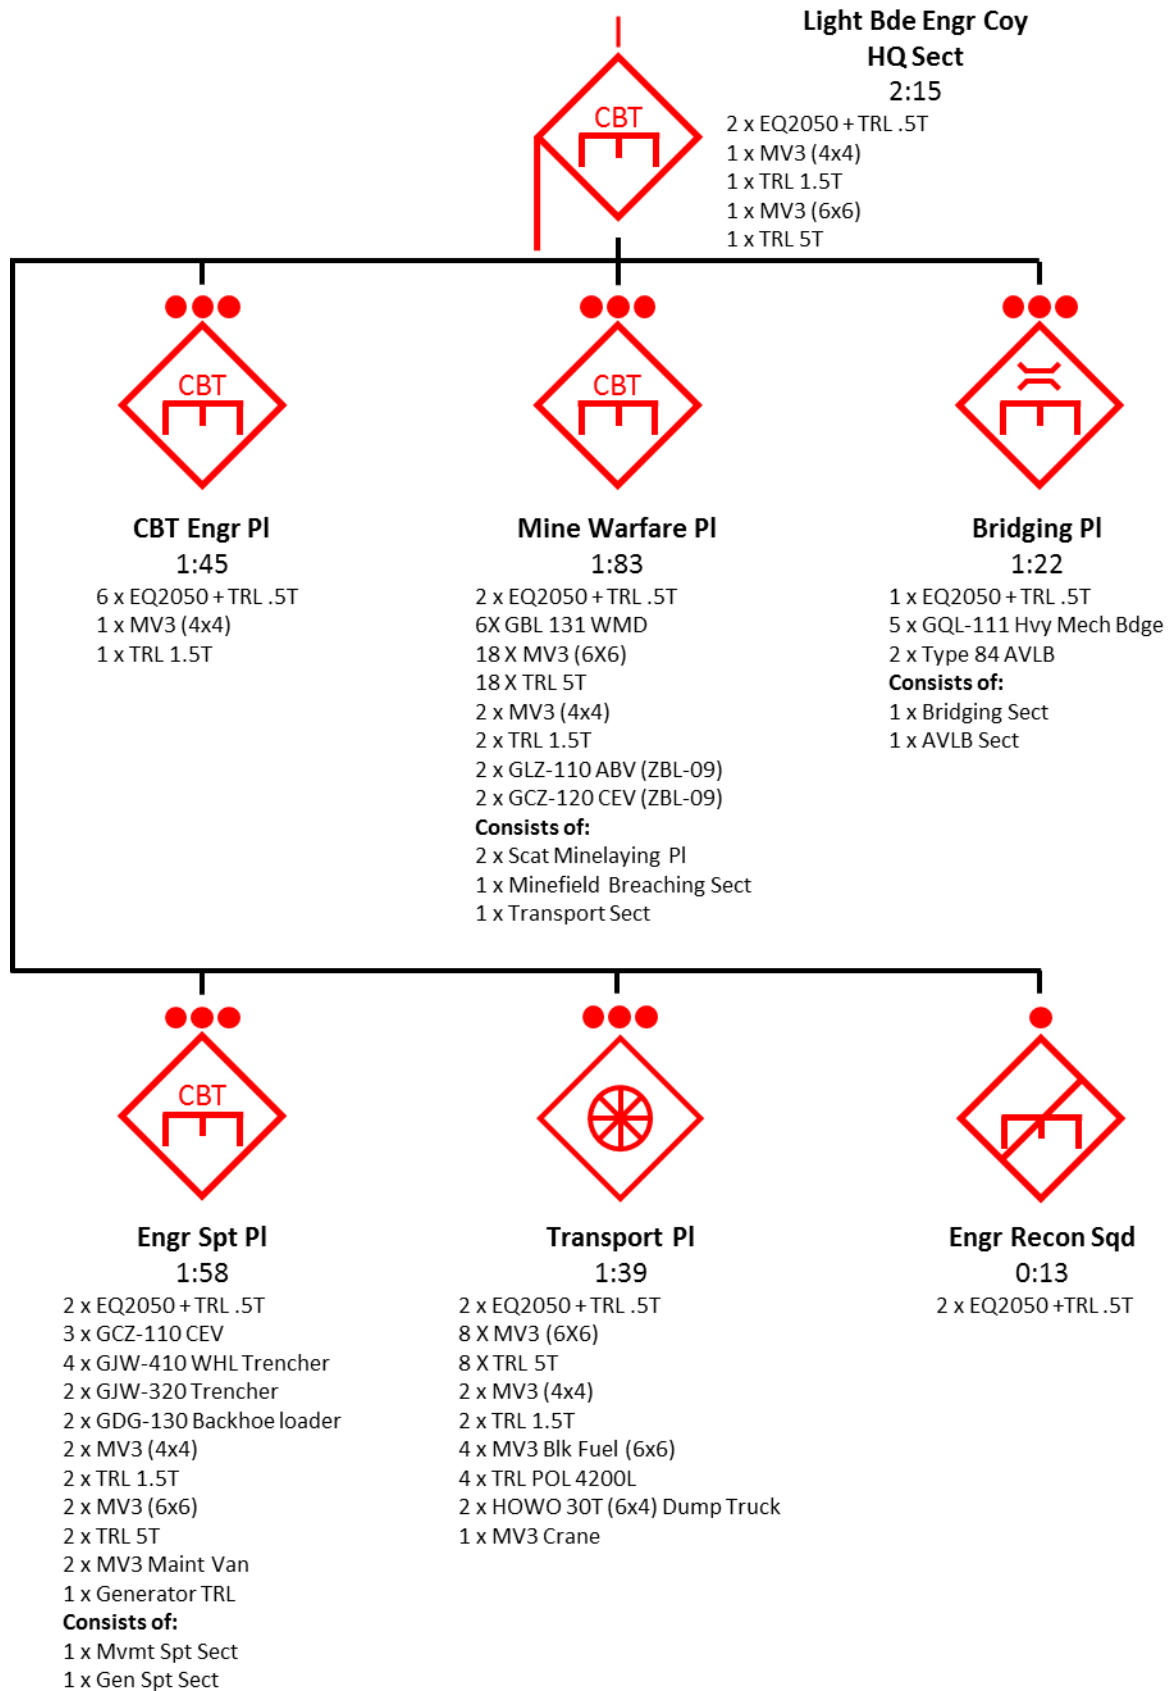 Light Bde Engr Coy
HQ Sect
2:15
2 x EQ2050 + TRL .5T
1 x MV3 (4x4)
1 x TRL 1.5T
1 x MV3 (6x6)
1 x TRL 5T
CBT
CBT
CBT Engr Pl
1:45
6 x EQ2050 + TRL .5T
1 x MV3 (4x4)
1 x TRL 1.5T
CBT
Mine Warfare Pl
1:83
2 x EQ2050 + TRL .5T
6X GBL 131 WMD
18 X MV3 (6X6)
18 X TRL 5T
2 x MV3 (4x4)
2 x TRL 1.5T
2 x GLZ-110 ABV (ZBL-09)
2 x GCZ-120 CEV (ZBL-09)
Consists of:
2 x Scat Minelaying Pl
1 x Minefield Breaching Sect
1 x Transport Sect
Bridging Pl
1:22
1 x EQ2050 + TRL .5T
5 x GQL-111 Hvy Mech Bdge
2 x Type 84 AVLB
Consists of:
1 x Bridging Sect
1 x AVLB Sect
CBT
Engr Spt Pl
1:58
2 x EQ2050 + TRL .5T
3 x GCZ-110 CEV
4 x GJW-410 WHL Trencher
2 x GJW-320 Trencher
2 x GDG-130 Backhoe loader
2 x MV3 (4x4)
2 x TRL 1.5T
2 x MV3 (6x6)
2 x TRL 5T
2 x MV3 Maint Van
1 x Generator TRL
Consists of:
1 x Mvmt Spt Sect
1 x Gen Spt Sect
Transport Pl
1:39
2 x EQ2050 + TRL .5T
8 X MV3 (6X6)
8 X TRL 5T
2 x MV3 (4x4)
2 x TRL 1.5T
4 x MV3 Blk Fuel (6x6)
4 x TRL POL 4200L
2 x HOWO 30T (6x4) Dump Truck
1 x MV3 Crane
Engr Recon Sqd
0:13
2 x EQ2050 +TRL .5T